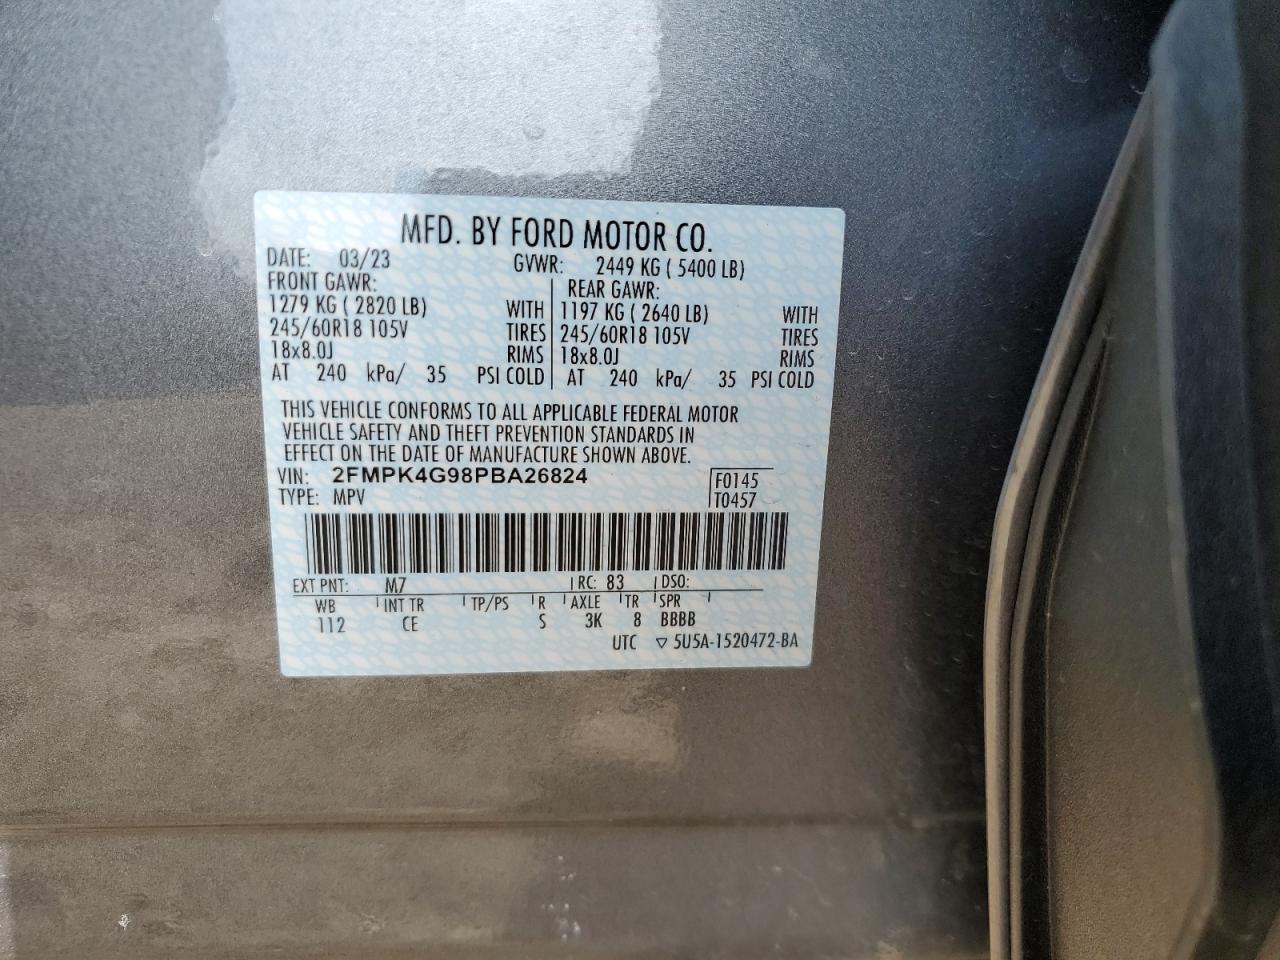 MFD. BY FORD MOTOR CO.
DATE: 03/23 GVWR: 2449 KG ( 5400 LB)
FRONT GAWR: REAR GAWR:
1279 KG ( 2820 LB) WITH 1197 KG ( 2640 LB) WITH
245/60R18 105V TIRES 245/60R18 105V TIRES
18x8.0J RIMS 18x8.0J RIMS
AT 240 kPa/ 35 PSI COLD AT 240 kPa/ 35 PSI COLD
THIS VEHICLE CONFORMS TO ALL APPLICABLE FEDERAL MOTOR
VEHICLE SAFETY AND THEFT PREVENTION STANDARDS IN
EFFECT ON THE DATE OF MANUFACTURE SHOWN ABOVE.
VIN: 2FMPK4G98PBA26824 F0145
TYPE: MPV T0457
EXT PNT: M7 RC: 83 DSO:
WB INT TR TP/PS R AXLE TR SPR
112 CE S 3K 8 BBBB
UTC ▽ 5U5A-1520472-BA